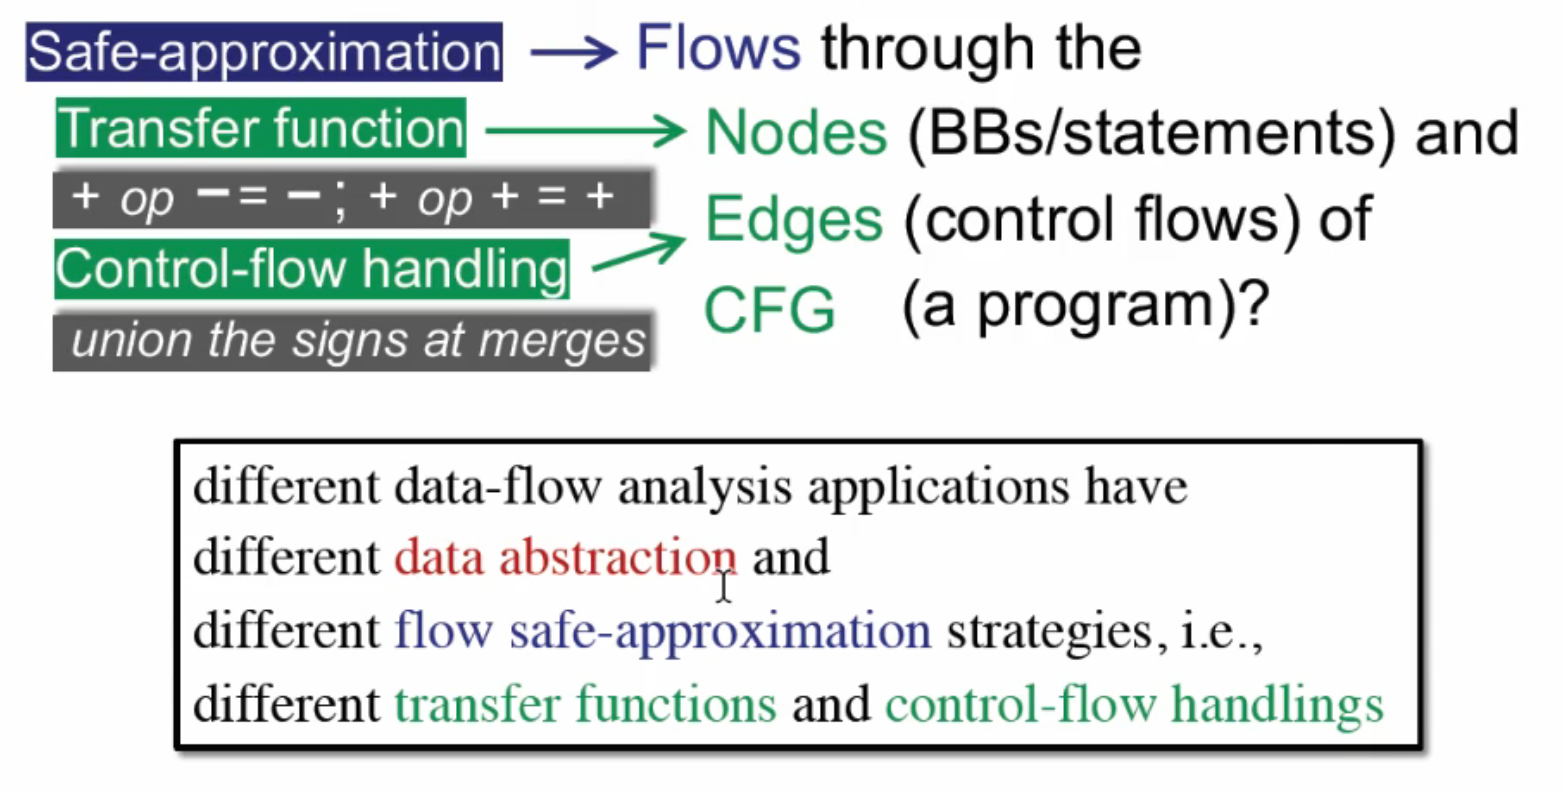 Safe-approximation → Flows through the
Transfer function → Nodes (BBs/statements) and
+ op − = − ; + op + = +
Edges (control flows) of
Control-flow handling →
CFG (a program)?
union the signs at merges
different data-flow analysis applications have
different data abstraction and
different flow safe-approximation strategies, i.e.,
different transfer functions and control-flow handlings